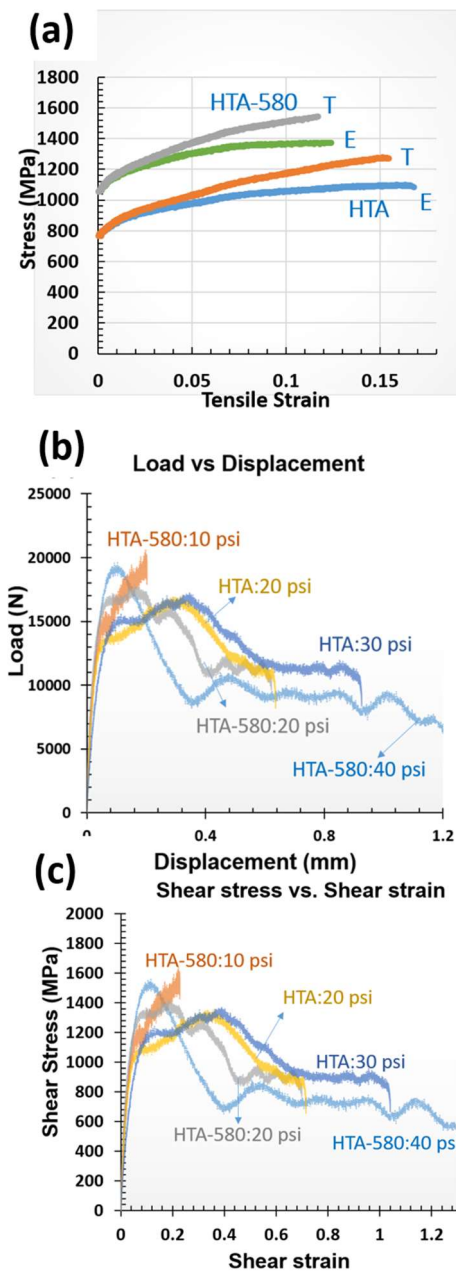 (a)
1800
1600
1400
1200
1000
800
600
400
200
0
Stress (MPa)
HTA-580
T
E
T
HTA
E
0
0.05
0.1
0.15
Tensile Strain
(b)
Load vs Displacement
25000
20000
15000
10000
5000
0
Load (N)
HTA-580:10 psi
HTA:20 psi
HTA:30 psi
HTA-580:20 psi
HTA-580:40 psi
0
0.4
0.8
1.2
Displacement (mm)
(c)
Shear stress vs. Shear strain
2000
1800
1600
1400
1200
1000
800
600
400
200
0
Shear Stress (MPa)
HTA-580:10 psi
HTA:20 psi
HTA:30 psi
HTA-580:20 psi
HTA-580:40 psi
0
0.2
0.4
0.6
0.8
1
1.2
Shear strain